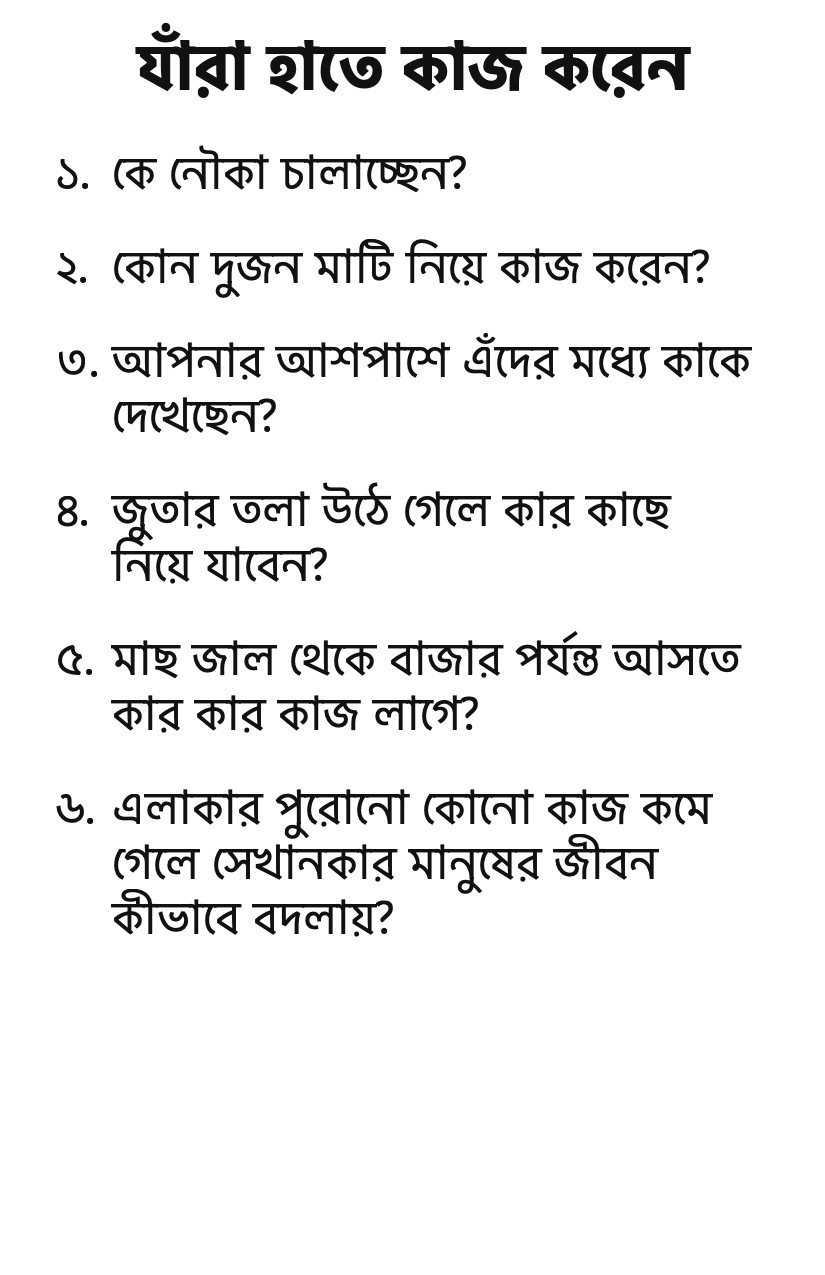 যাঁরা হাতে কাজ করেন
১. কে নৌকা চালাচ্ছেন?
২. কোন দুজন মাটি নিয়ে কাজ করেন?
৩. আপনার আশপাশে এঁদের মধ্যে কাকে
দেখেছেন?
৪. জুতার তলা উঠে গেলে কার কাছে
নিয়ে যাবেন?
৫. মাছ জাল থেকে বাজার পর্যন্ত আসতে
কার কার কাজ লাগে?
৬. এলাকার পুরোনো কোনো কাজ কমে
গেলে সেখানকার মানুষের জীবন
কীভাবে বদলায়?